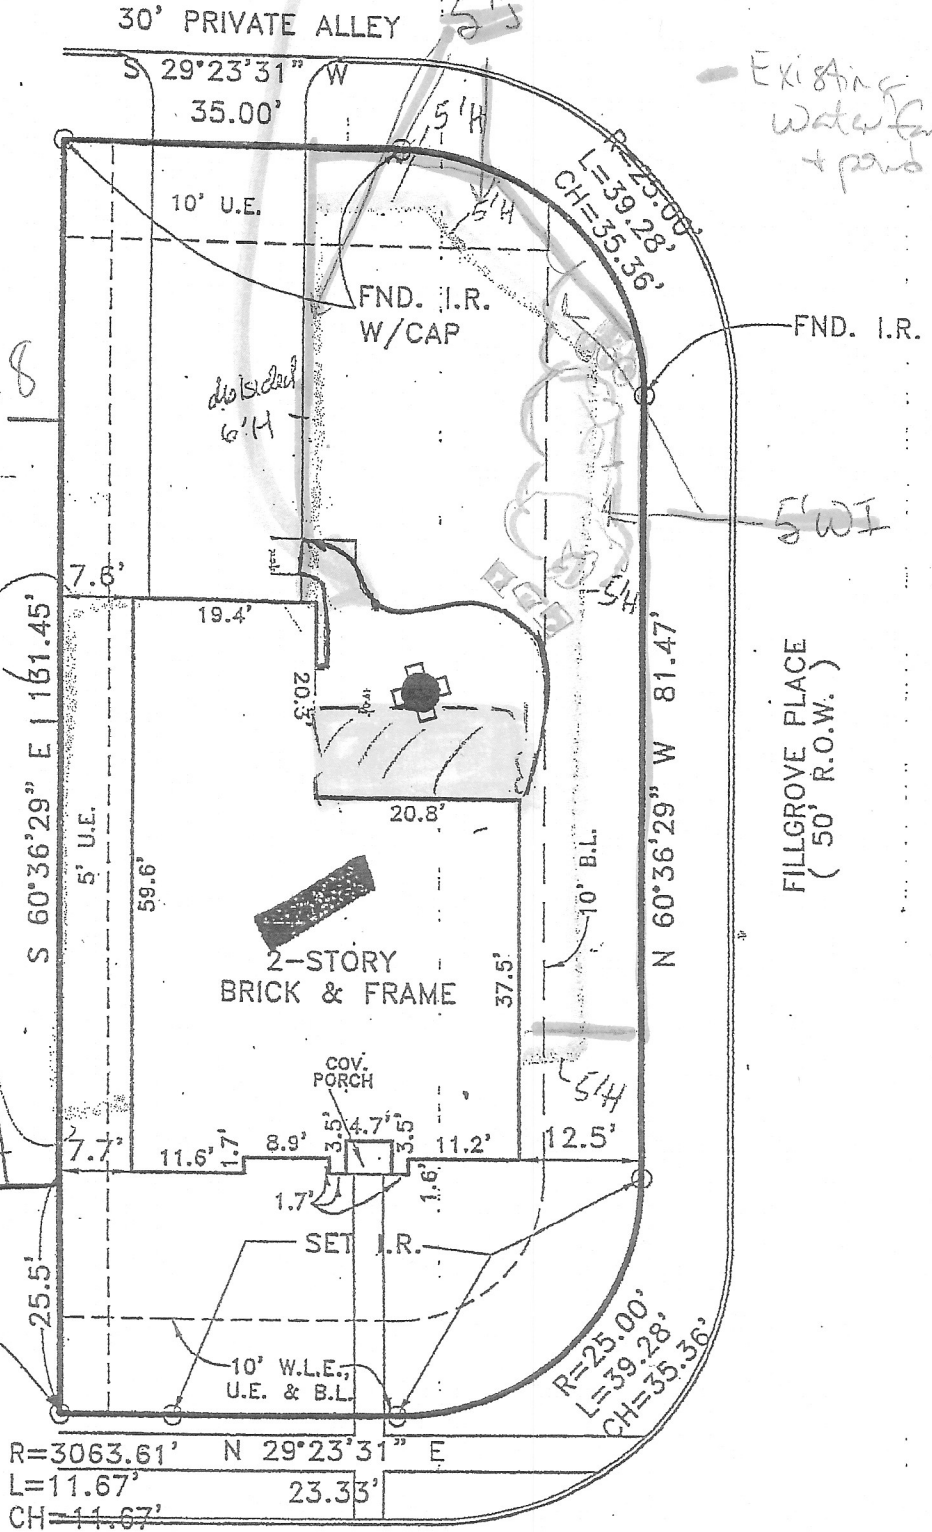 30' PRIVATE ALLEY
S 29°23'31" W
35.00'
Existing
water
+ pond
5'H
5'H
R=25.00'
L=39.28'
CH=35.36'
10' U.E.
FND. I.R.
W/CAP
FND. I.R.
8
6'H
5'WI
7.6'
19.4'
5'H
S 60°36'29" E 131.45'
20.3'
N 60°36'29" W 81.47'
FILLGROVE PLACE
( 50' R.O.W. )
20.8'
5' U.E.
59.6'
10' B.L.
2-STORY
BRICK & FRAME
37.5'
COV.
PORCH
5'H
7.7'
11.6'
1.7'
8.9'
3.5'
4.7'
3.5'
11.2'
12.5'
1.7'
1.6'
SET I.R.
25.5'
10' W.L.E.,
U.E. & B.L.
R=25.00'
L=39.28'
CH=35.36'
R=3063.61'
L=11.67'
CH=11.67'
N 29°23'31" E
23.33'